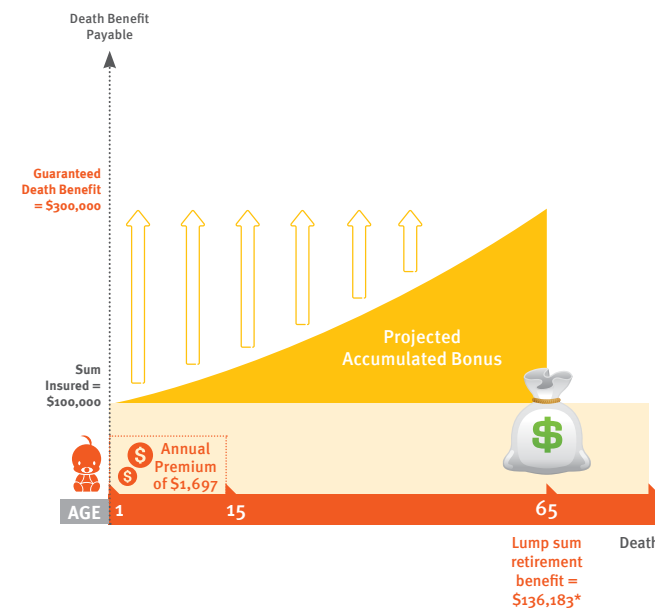 Death Benefit
Payable
Guaranteed
Death Benefit
= $300,000
Projected
Accumulated Bonus
Sum
Insured =
$100,000
$
$
$
Annual
Premium
of $1,697
AGE
1
15
65
Lump sum
retirement
benefit =
$136,183*
Death